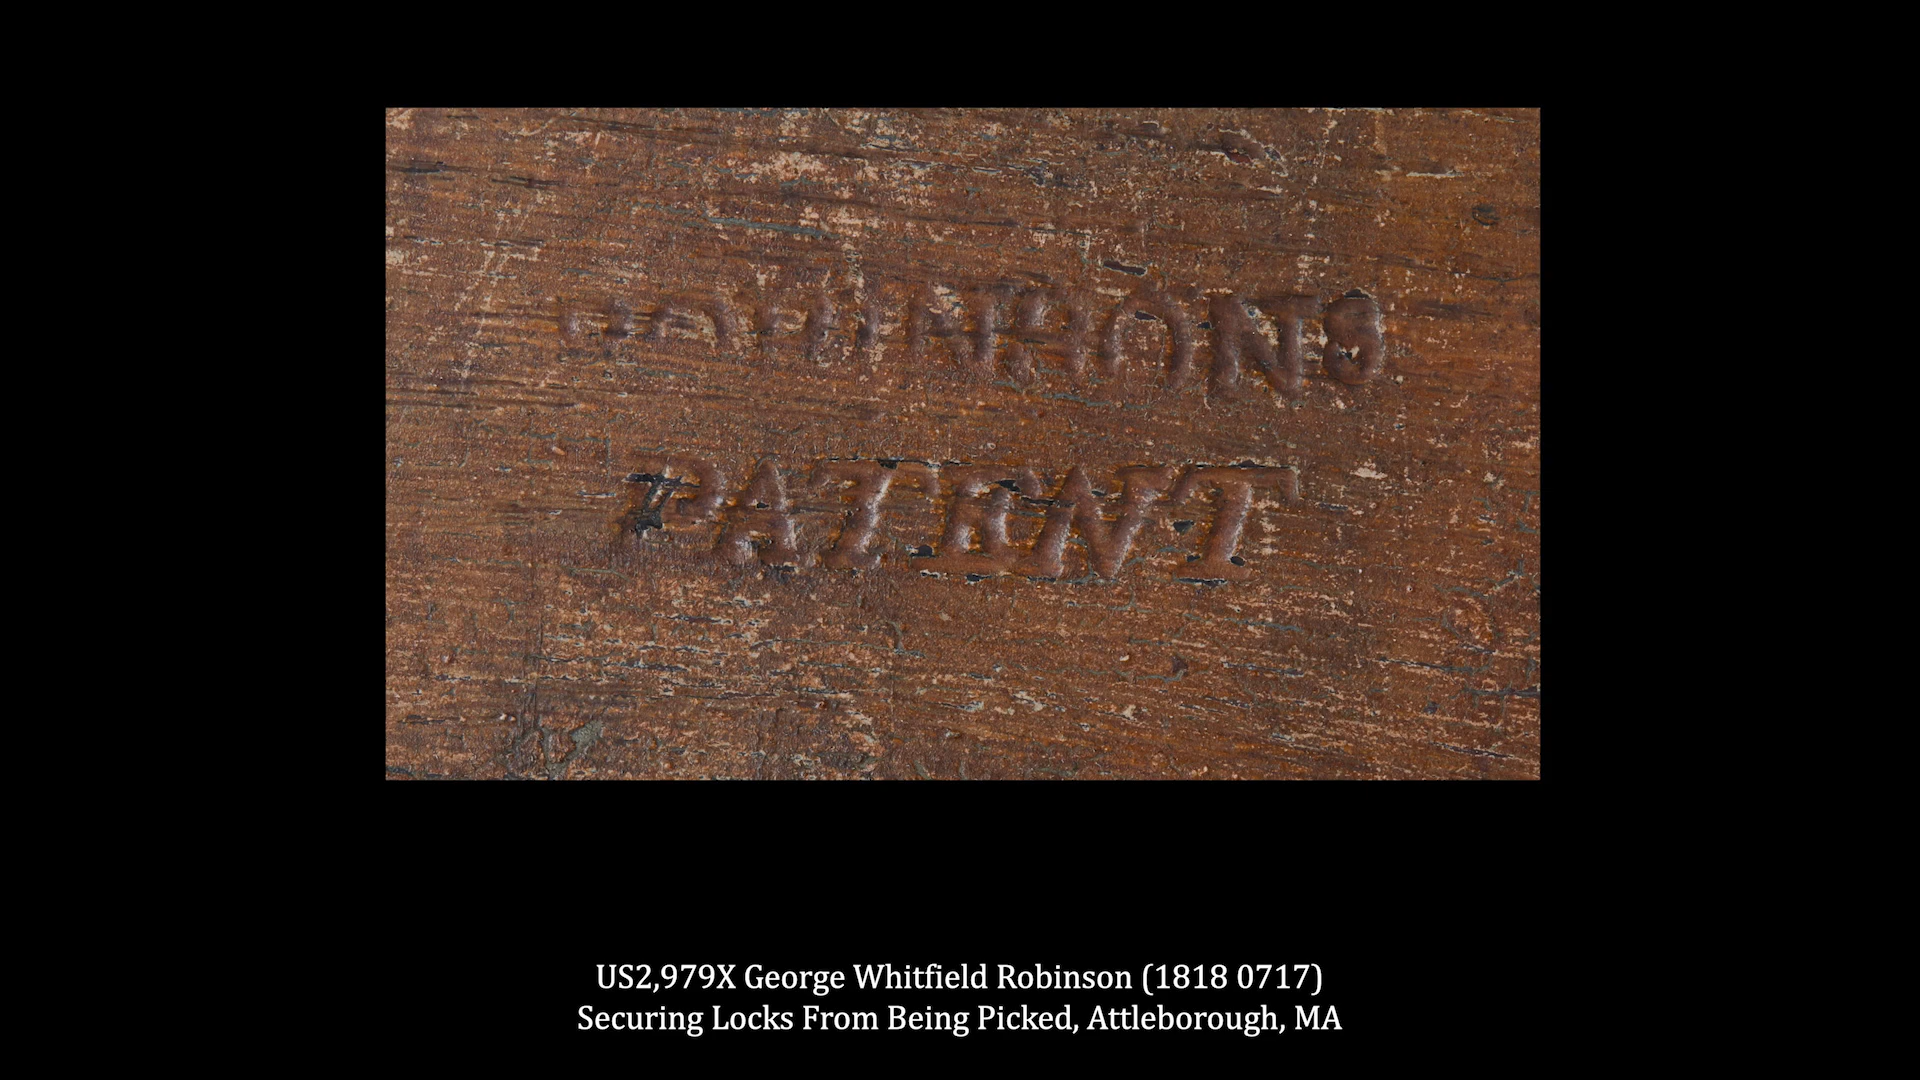 PATENT
US2,979X George Whitfield Robinson (1818 0717)
Securing Locks From Being Picked, Attleborough, MA